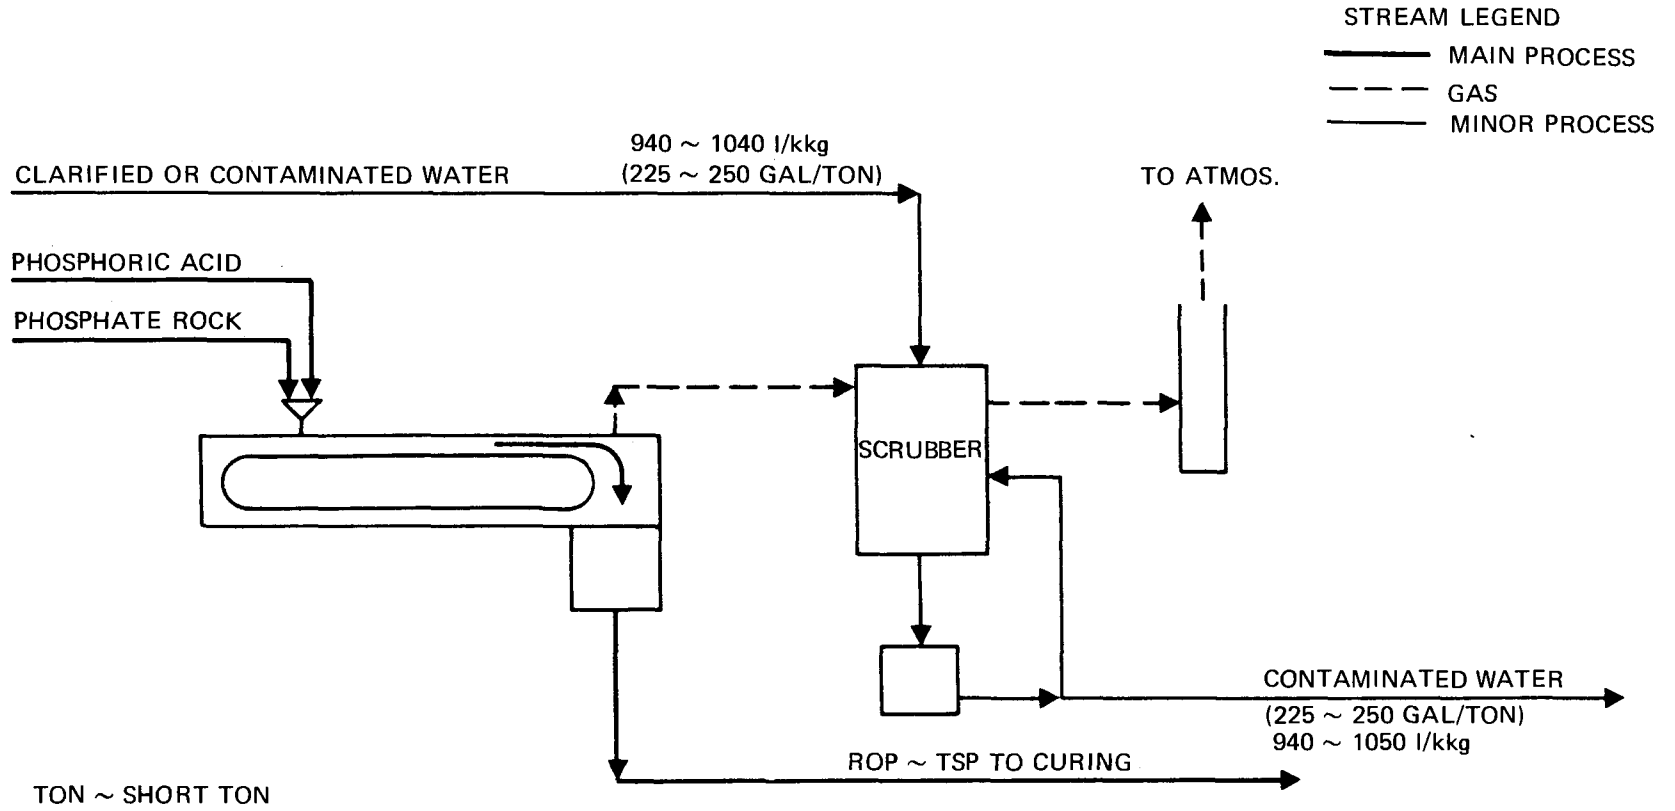 STREAM LEGEND
MAIN PROCESS
GAS
MINOR PROCESS
940 ~ 1040 l/kkg
CLARIFIED OR CONTAMINATED WATER (225 ~ 250 GAL/TON)
TO ATMOS.
PHOSPHORIC ACID
PHOSPHATE ROCK
SCRUBBER
CONTAMINATED WATER
(225 ~ 250 GAL/TON)
940 ~ 1050 l/kkg
ROP ~ TSP TO CURING
TON ~ SHORT TON